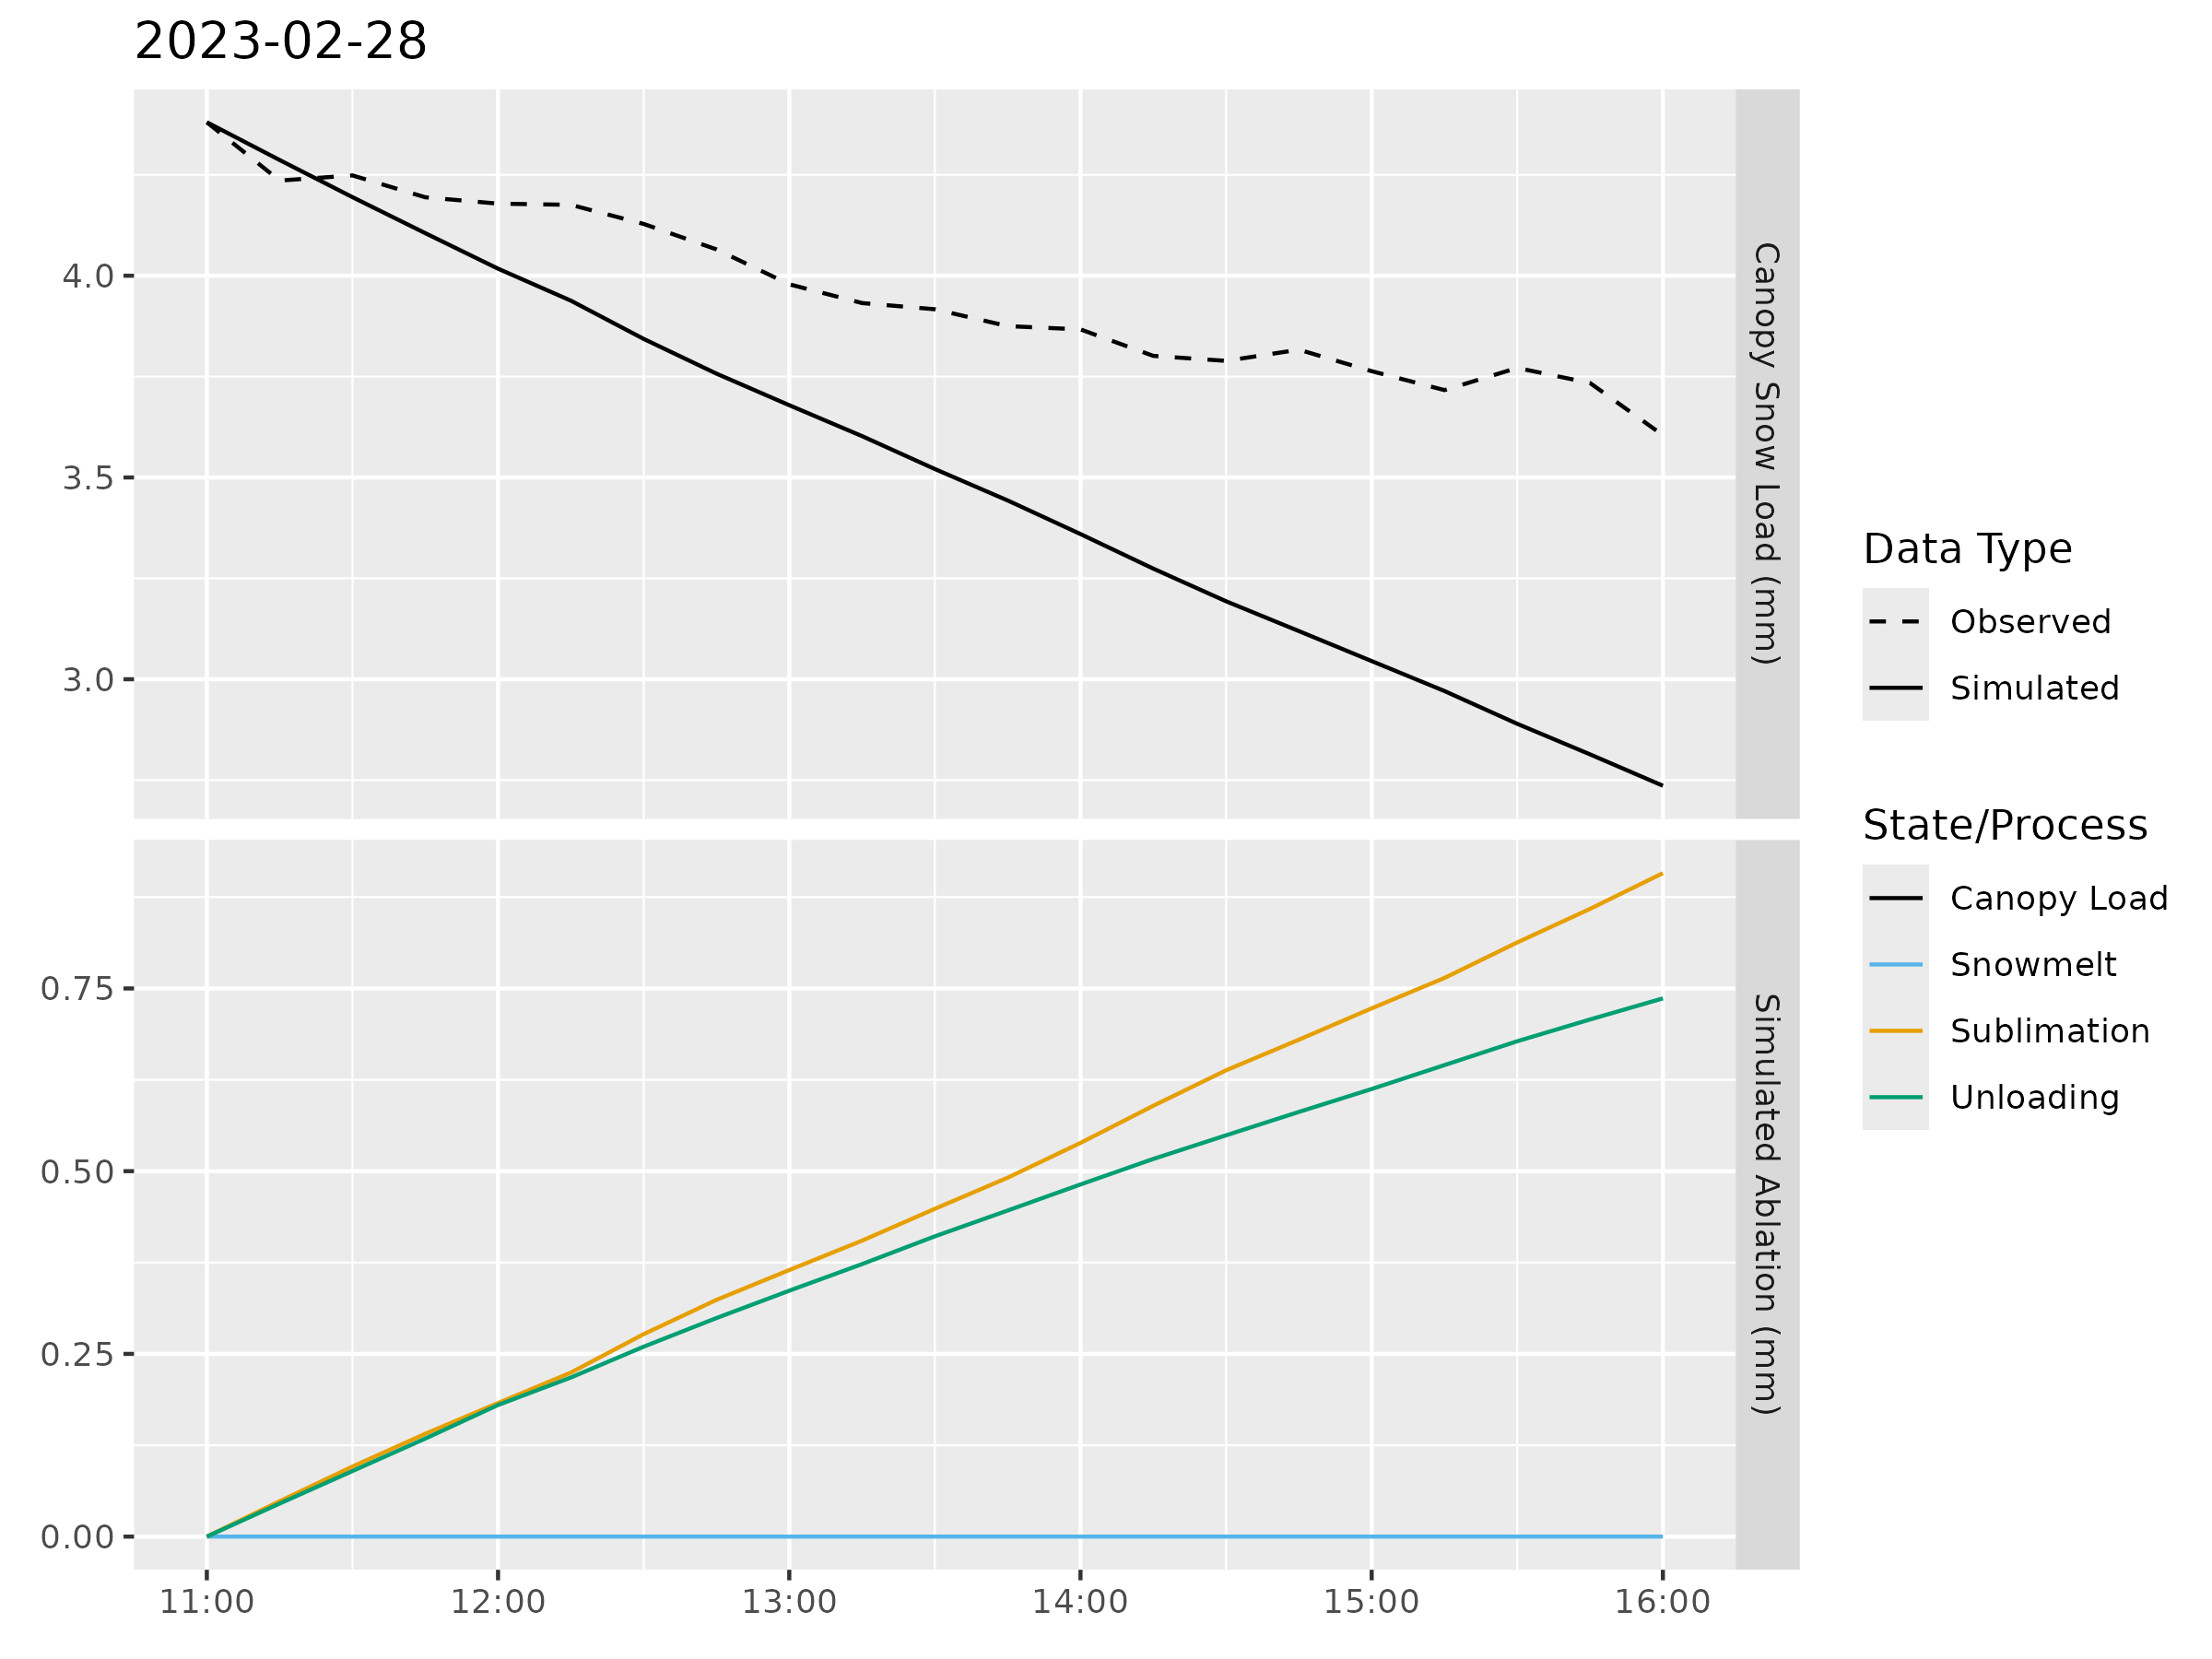 2023-02-28
4.0
3.5
3.0
Canopy Snow Load (mm)
0.75
0.50
0.25
0.00
Simulated Ablation (mm)
11:00
12:00
13:00
14:00
15:00
16:00
Data Type
Observed
Simulated
State/Process
Canopy Load
Snowmelt
Sublimation
Unloading